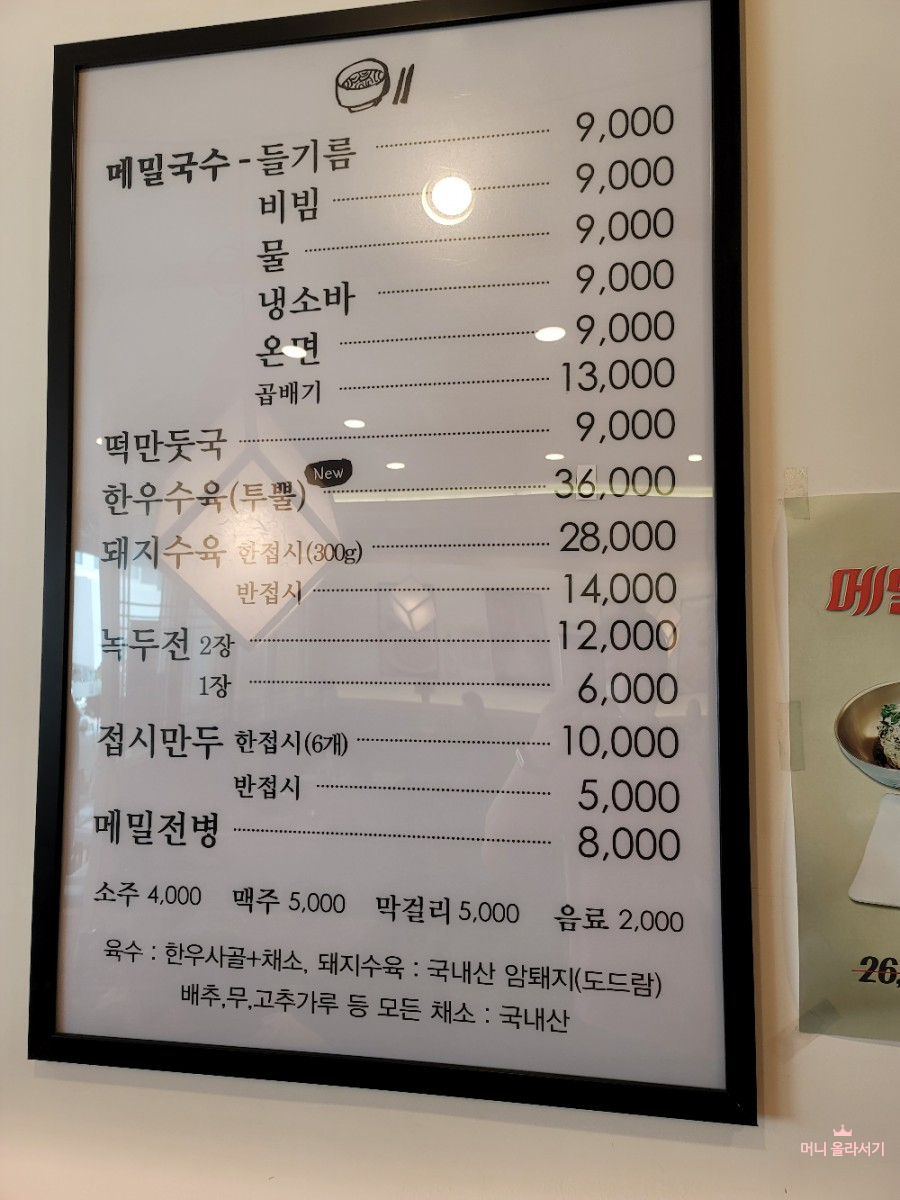 메밀국수 - 들기름 9,000
비빔 9,000
물 9,000
냉소바 9,000
온면 9,000
곱배기 13,000
떡만둣국 9,000
한우수육(투뿔) New 36,000
돼지수육 한접시(300g) 28,000
반접시 14,000
녹두전 2장 12,000
1장 6,000
접시만두 한접시(6개) 10,000
반접시 5,000
메밀전병 8,000
소주 4,000 맥주 5,000 막걸리 5,000 음료 2,000
육수 : 한우사골+채소, 돼지수육 : 국내산 암퇘지(도드람)
배추,무,고추가루 등 모든 채소 : 국내산
메
26,
머니 올라서기